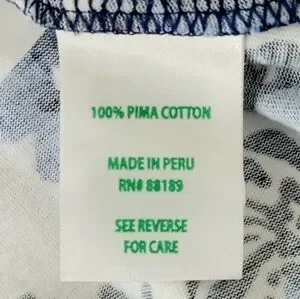 100% PIMA COTTON
MADE IN PERU
RN# 88189
SEE REVERSE
FOR CARE